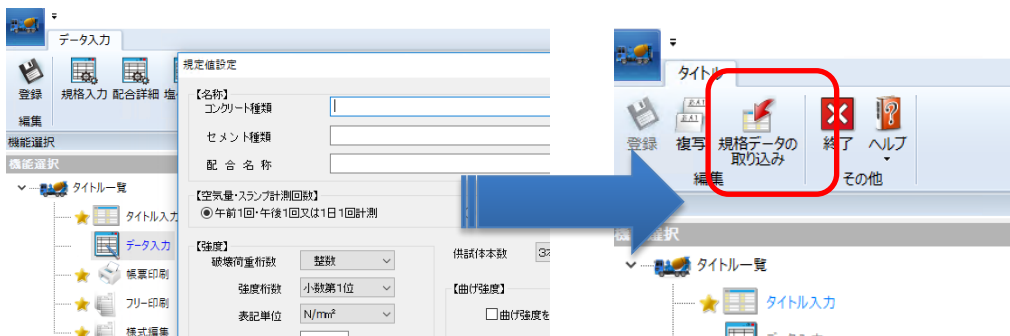 データ入力
登録
規格入力
配合詳細
編集
機能選択
機能選択
タイトル一覧
タイトル入力
データ入力
帳票印刷
フリー印刷
様式編集
規定値設定
【名称】
コンクリート種類
セメント種類
配合名称
【空気量・スランプ計測回数】
午前1回・午後1回又は1日1回計測
【強度】
破壊荷重桁数
整数
強度桁数
小数第1位
表記単位
N/mm²
供試体本数
【曲げ強度】
曲げ強度を
タイトル
登録
複写
規格データの
取り込み
終了
ヘルプ
編集
その他
タイトル一覧
タイトル入力